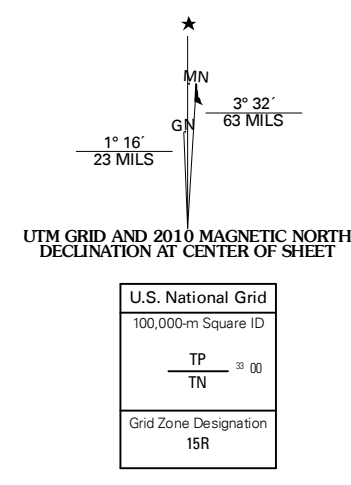 MN
3° 32´
63 MILS
GN
1° 16´
23 MILS
UTM GRID AND 2010 MAGNETIC NORTH
DECLINATION AT CENTER OF SHEET
U.S. National Grid
100,000-m Square ID
TP
33 00
TN
Grid Zone Designation
15R